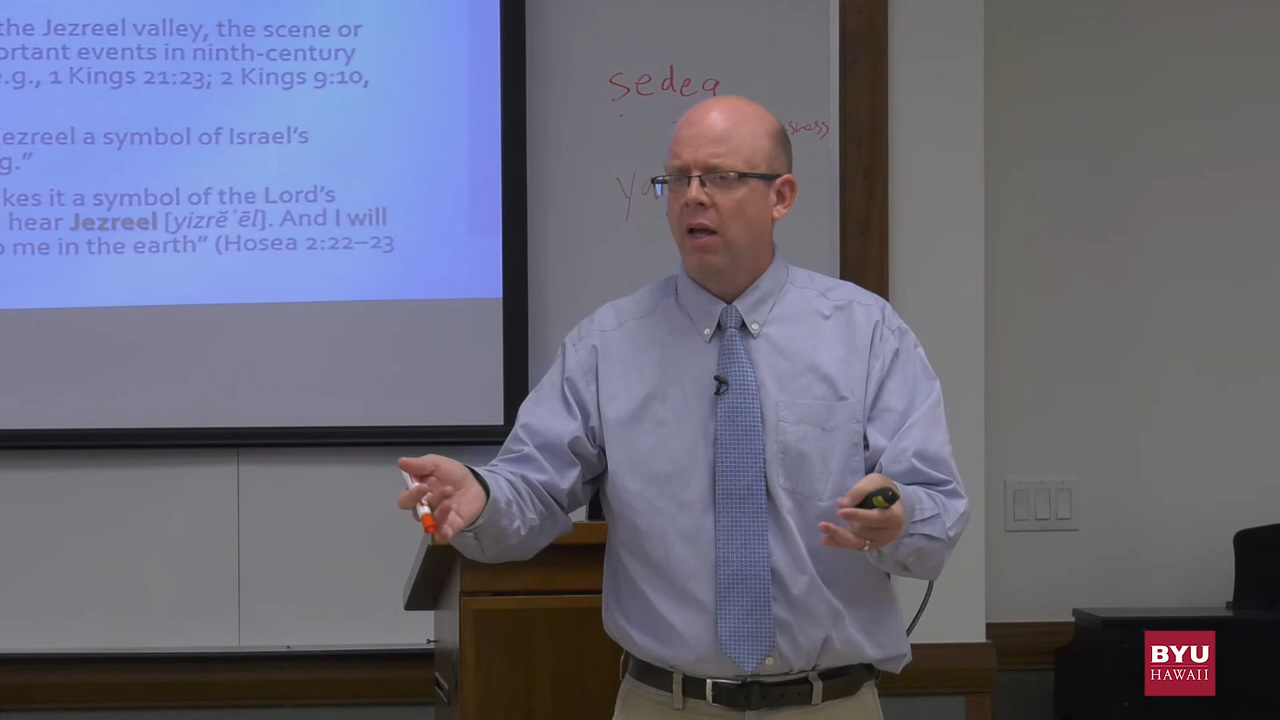 the Jezreel valley, the scene or
ortant events in ninth-century
e.g., 1 Kings 21:23; 2 Kings 9:10,
ezreel a symbol of Israel's
g."
kes it a symbol of the Lord's
hear Jezreel [yizrĕʿēl]. And I will
o me in the earth" (Hosea 2:22–23
sedeq
ya
BYU
HAWAII